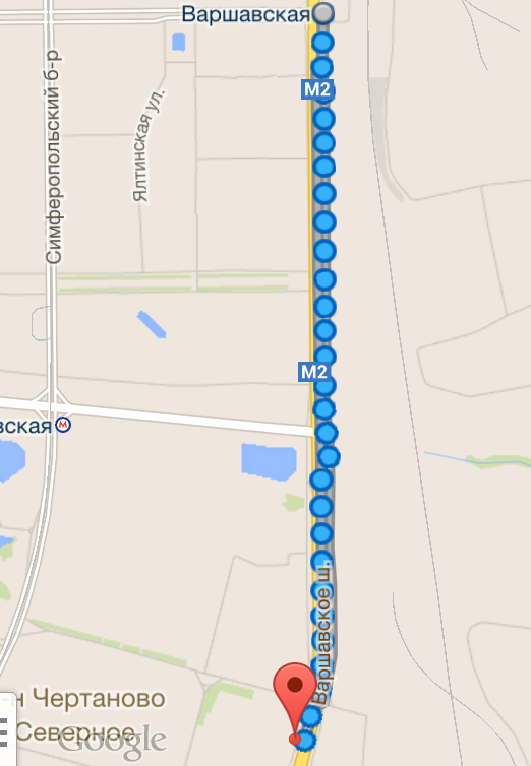 Варшавская
M2
Симферопольский б-р
Ялтинская ул.
M2
вская
М
Варшавское ш.
н Чертаново
Северное
Google